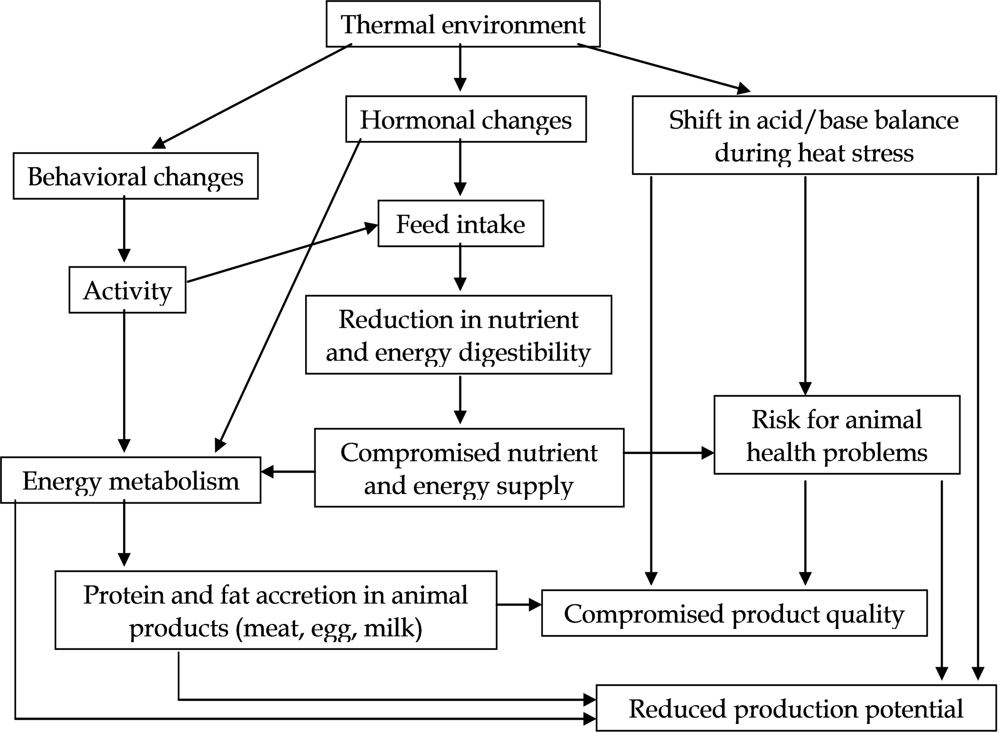 Thermal environment
Hormonal changes
Shift in acid/base balance
during heat stress
Behavioral changes
Feed intake
Activity
Reduction in nutrient
and energy digestibility
Risk for animal
health problems
Compromised nutrient
and energy supply
Energy metabolism
Protein and fat accretion in animal
products (meat, egg, milk)
Compromised product quality
Reduced production potential